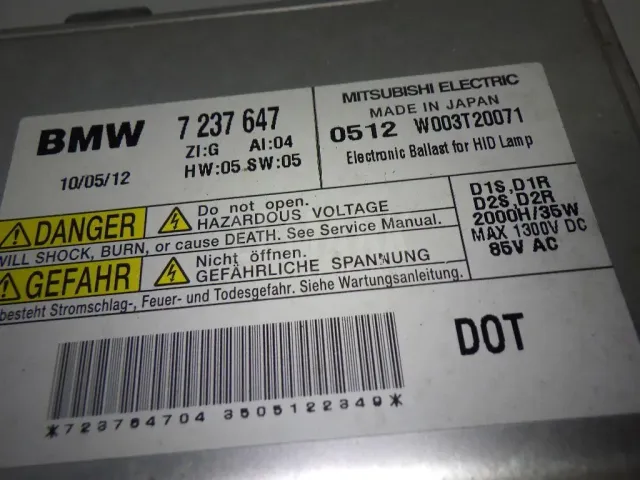 BMW 7 237 647
ZI:G AI:04
10/05/12 HW:05 SW:05
MITSUBISHI ELECTRIC
MADE IN JAPAN
0512 W003T20071
Electronic Ballast for HID Lamp
DANGER Do not open.
HAZARDOUS VOLTAGE
WILL SHOCK, BURN, or cause DEATH. See Service Manual.
GEFAHR Nicht öffnen.
GEFÄHRLICHE SPANNUNG
besteht Stromschlag-, Feuer- und Todesgefahr. Siehe Wartungsanleitung.
D1S, D1R
D2S, D2R
2000H/35W
MAX 1300V DC
85V AC
DOT
*723764704 3505122349*